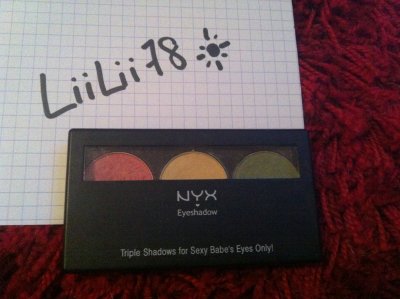 LiiLii78
NYX
Eyeshadow
Triple Shadows for Sexy Babe's Eyes Only!